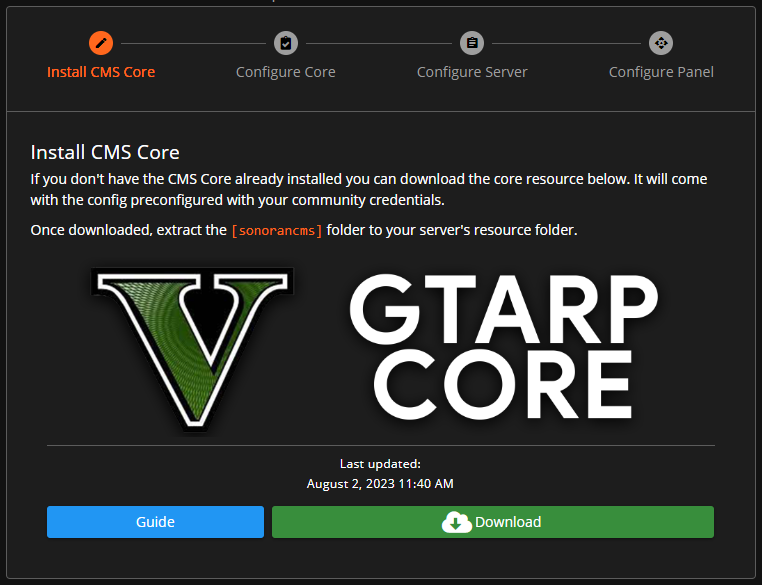 Install CMS Core
Configure Core
Configure Server
Configure Panel
Install CMS Core
If you don't have the CMS Core already installed you can download the core resource below. It will come
with the config preconfigured with your community credentials.
Once downloaded, extract the [sonorancms] folder to your server's resource folder.
V
GTARP
CORE
Last updated:
August 2, 2023 11:40 AM
Guide
Download